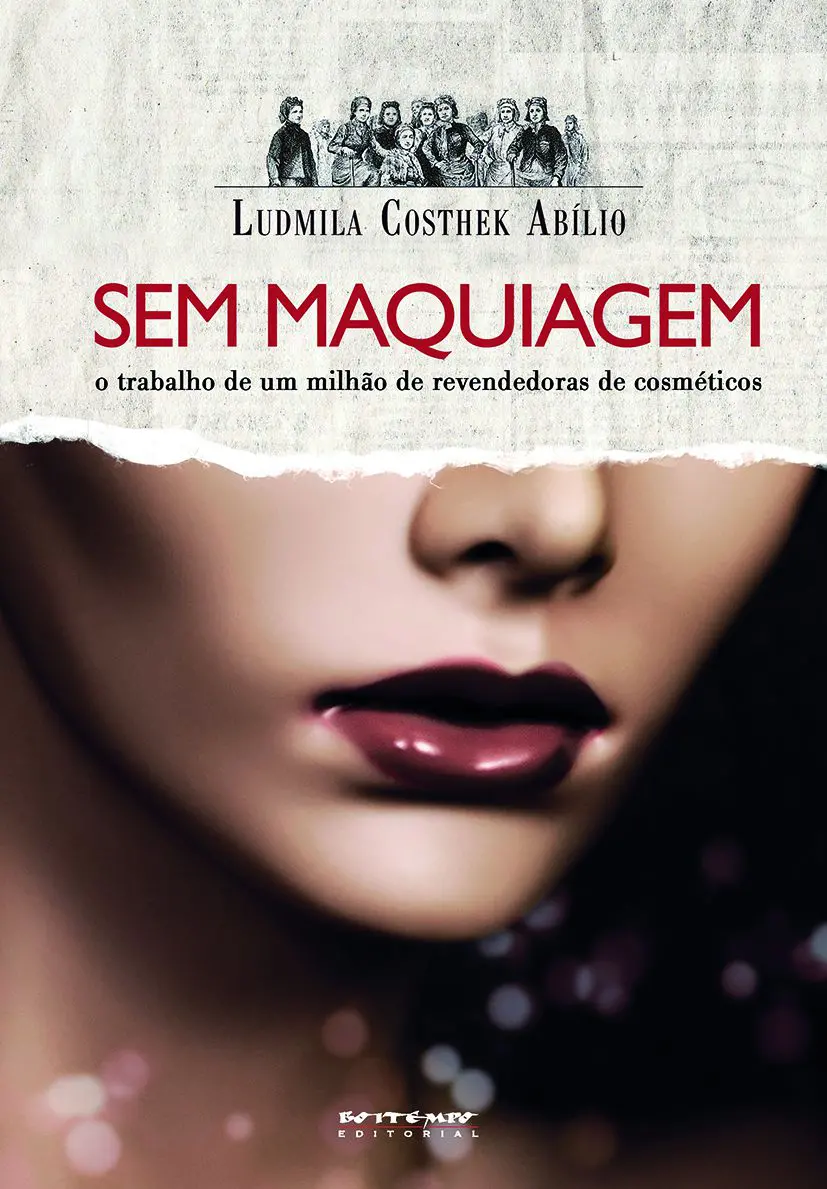 LUDMILA COSTHEK ABÍLIO
SEM MAQUIAGEM
o trabalho de um milhão de revendedoras de cosméticos
BOITEMPO
EDITORIAL